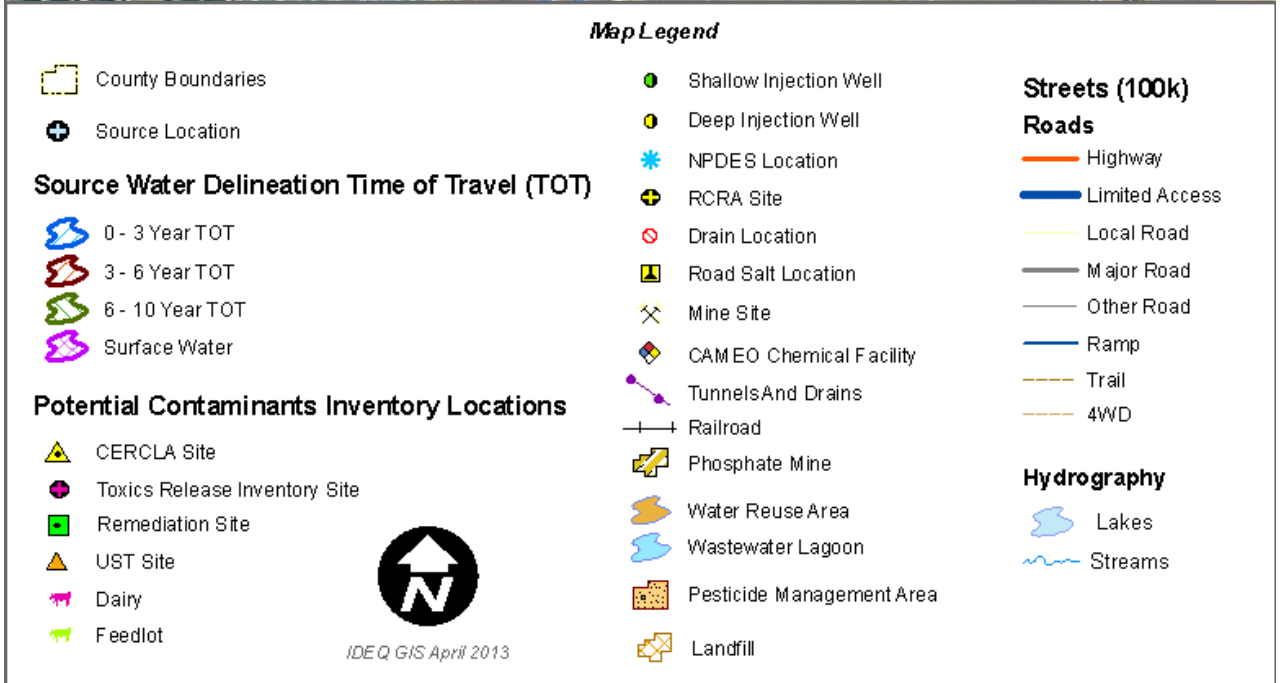 Map Legend
County Boundaries
Source Location
Source Water Delineation Time of Travel (TOT)
0 - 3 Year TOT
3 - 6 Year TOT
6 - 10 Year TOT
Surface Water
Potential Contaminants Inventory Locations
CERCLA Site
Toxics Release Inventory Site
Remediation Site
UST Site
Dairy
Feedlot
N
IDEQ GIS April 2013
Shallow Injection Well
Deep Injection Well
NPDES Location
RCRA Site
Drain Location
Road Salt Location
Mine Site
CAMEO Chemical Facility
Tunnels And Drains
Railroad
Phosphate Mine
Water Reuse Area
Wastewater Lagoon
Pesticide Management Area
Landfill
Streets (100k)
Roads
Highway
Limited Access
Local Road
Major Road
Other Road
Ramp
Trail
4WD
Hydrography
Lakes
Streams